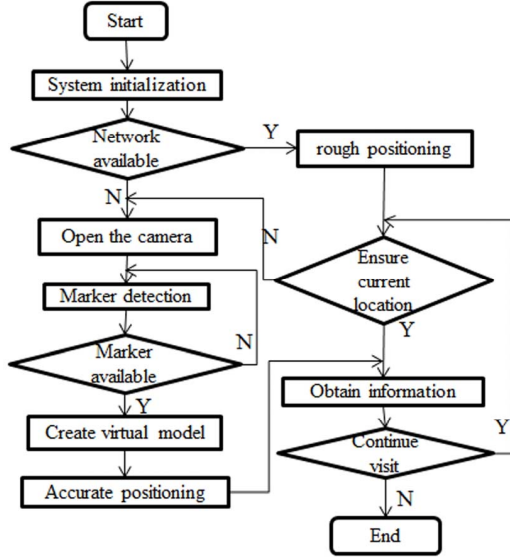 Start
System initialization
Network
available
Y
rough positioning
N
Open the camera
N
Ensure
current
location
Marker detection
Marker
available
N
Y
Y
Obtain information
Create virtual model
Continue
visit
Y
Accurate positioning
N
End